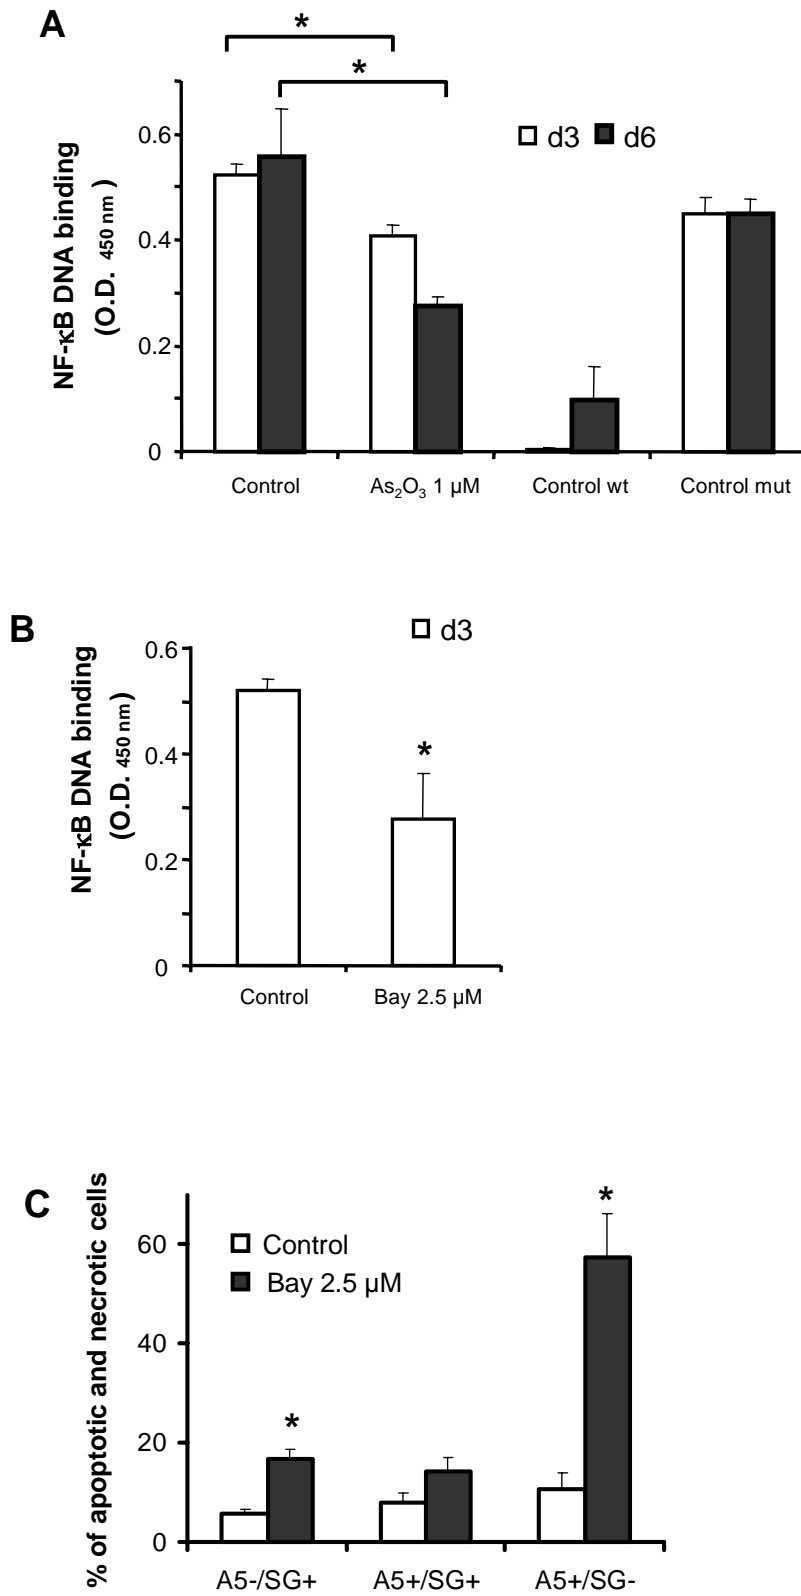 A
*
*
d3 d6
NF-κB DNA binding
(O.D. 450 nm)
0.6
0.4
0.2
0
Control As₂O₃ 1 µM Control wt Control mut
B
d3
NF-κB DNA binding
(O.D. 450 nm)
0.6
0.4
0.2
0
*
Control Bay 2.5 µM
C
% of apoptotic and necrotic cells
Control
Bay 2.5 µM
60
40
20
0
*
*
A5-/SG+ A5+/SG+ A5+/SG-